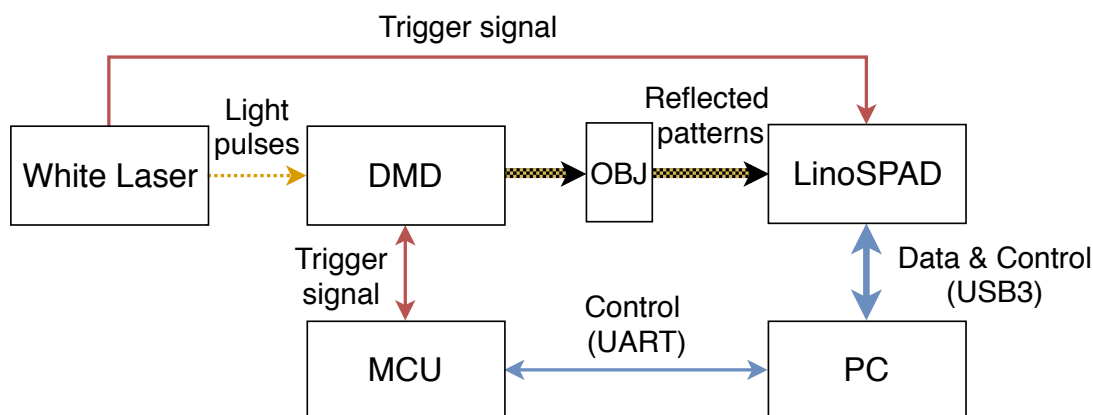 Trigger signal
Light
pulses
Reflected
patterns
White Laser
DMD
OBJ
LinoSPAD
Trigger
signal
Data & Control
(USB3)
Control
(UART)
MCU
PC